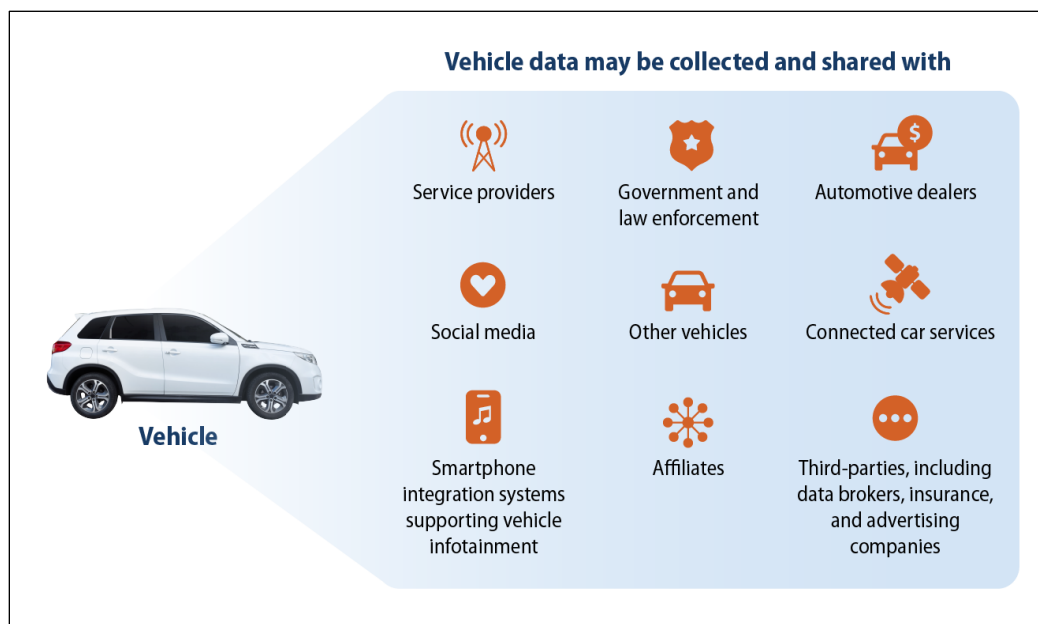 Vehicle data may be collected and shared with
Service providers
Government and
law enforcement
Automotive dealers
$
Social media
Other vehicles
Connected car services
Vehicle
Smartphone
integration systems
supporting vehicle
infotainment
Affiliates
Third-parties, including
data brokers, insurance,
and advertising
companies